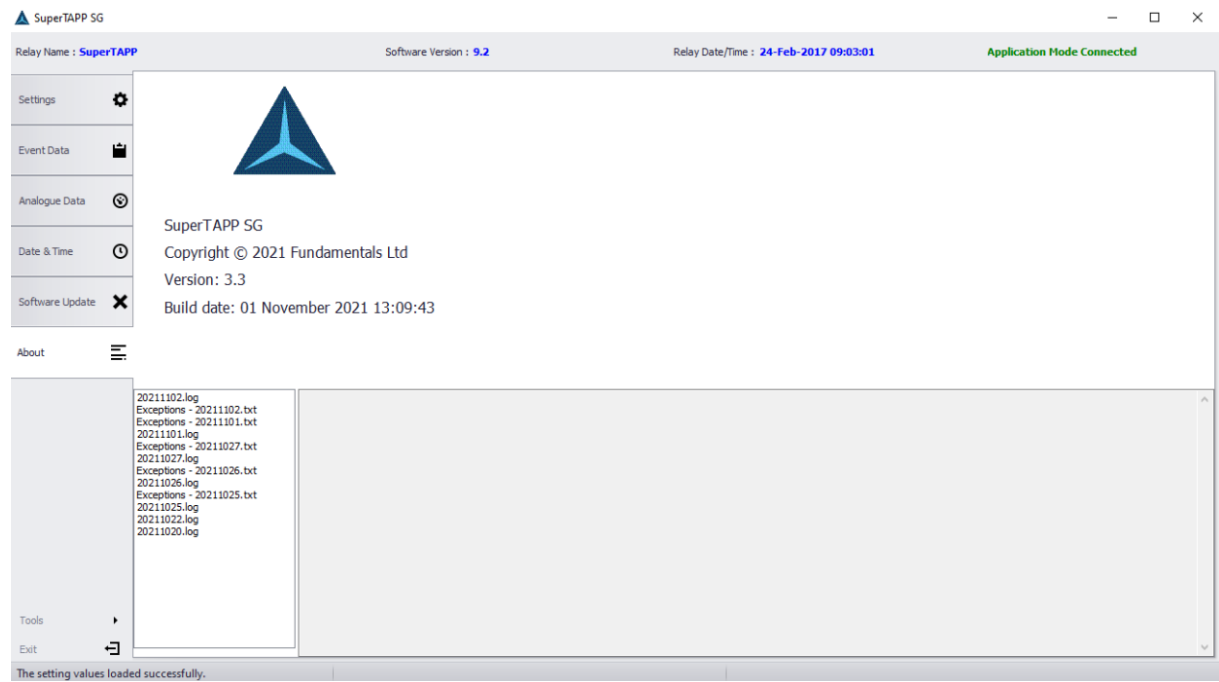 SuperTAPP SG
Relay Name : SuperTAPP Software Version : 9.2 Relay Date/Time : 24-Feb-2017 09:03:01 Application Mode Connected
Settings
Event Data
Analogue Data
Date & Time
Software Update
About
SuperTAPP SG
Copyright © 2021 Fundamentals Ltd
Version: 3.3
Build date: 01 November 2021 13:09:43
20211102.log
Exceptions - 20211102.txt
Exceptions - 20211101.txt
20211101.log
Exceptions - 20211027.txt
20211027.log
Exceptions - 20211026.txt
20211026.log
Exceptions - 20211025.txt
20211025.log
20211022.log
20211020.log
Tools
Exit
The setting values loaded successfully.